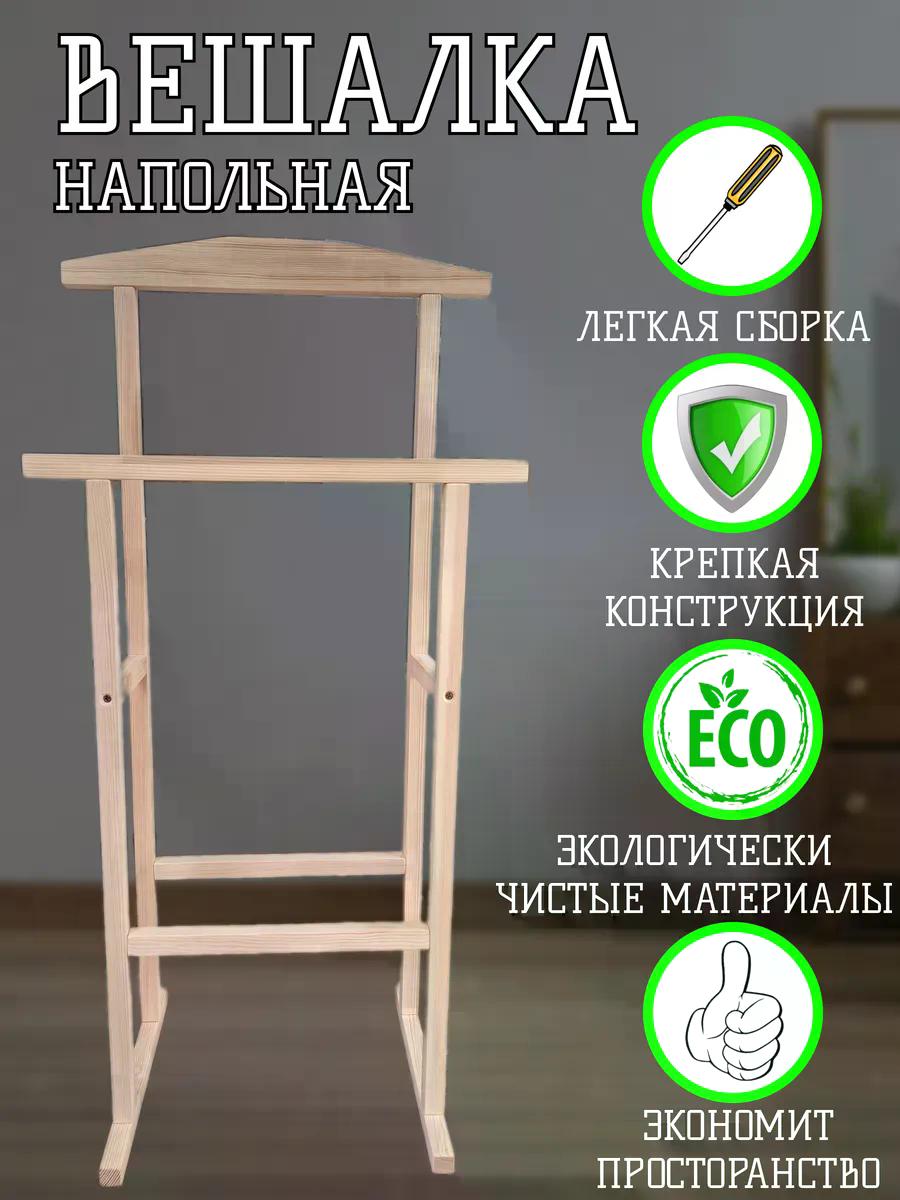 ВЕШАЛКА
НАПОЛЬНАЯ
ЛЕГКАЯ СБОРКА
КРЕПКАЯ
КОНСТРУКЦИЯ
ECO
ЭКОЛОГИЧЕСКИ
ЧИСТЫЕ МАТЕРИАЛЫ
ЭКОНОМИТ
ПРОСТОРАНСТВО